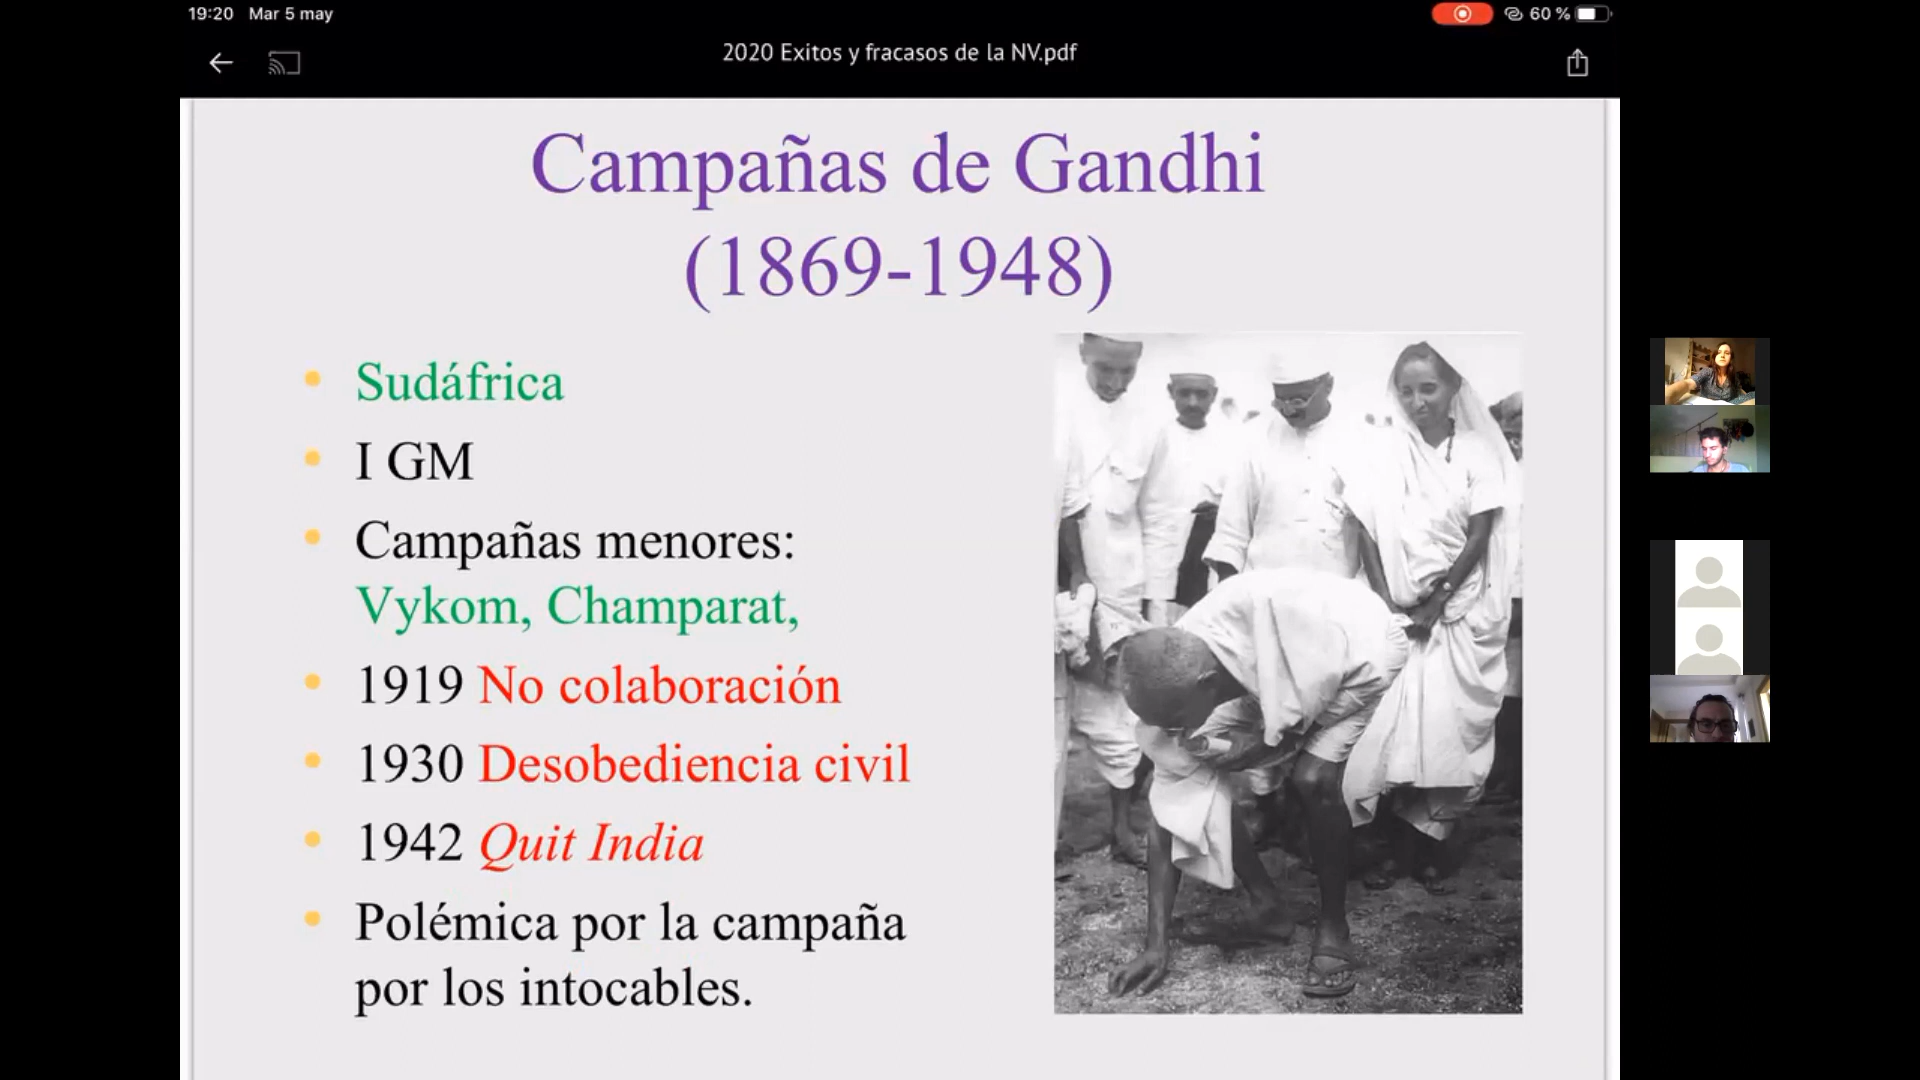 19:20 Mar 5 may
60 %
2020 Exitos y fracasos de la NV.pdf
Campañas de Gandhi
(1869-1948)
Sudáfrica
I GM
Campañas menores:
Vykom, Champarat,
1919 No colaboración
1930 Desobediencia civil
1942 Quit India
Polémica por la campaña
por los intocables.